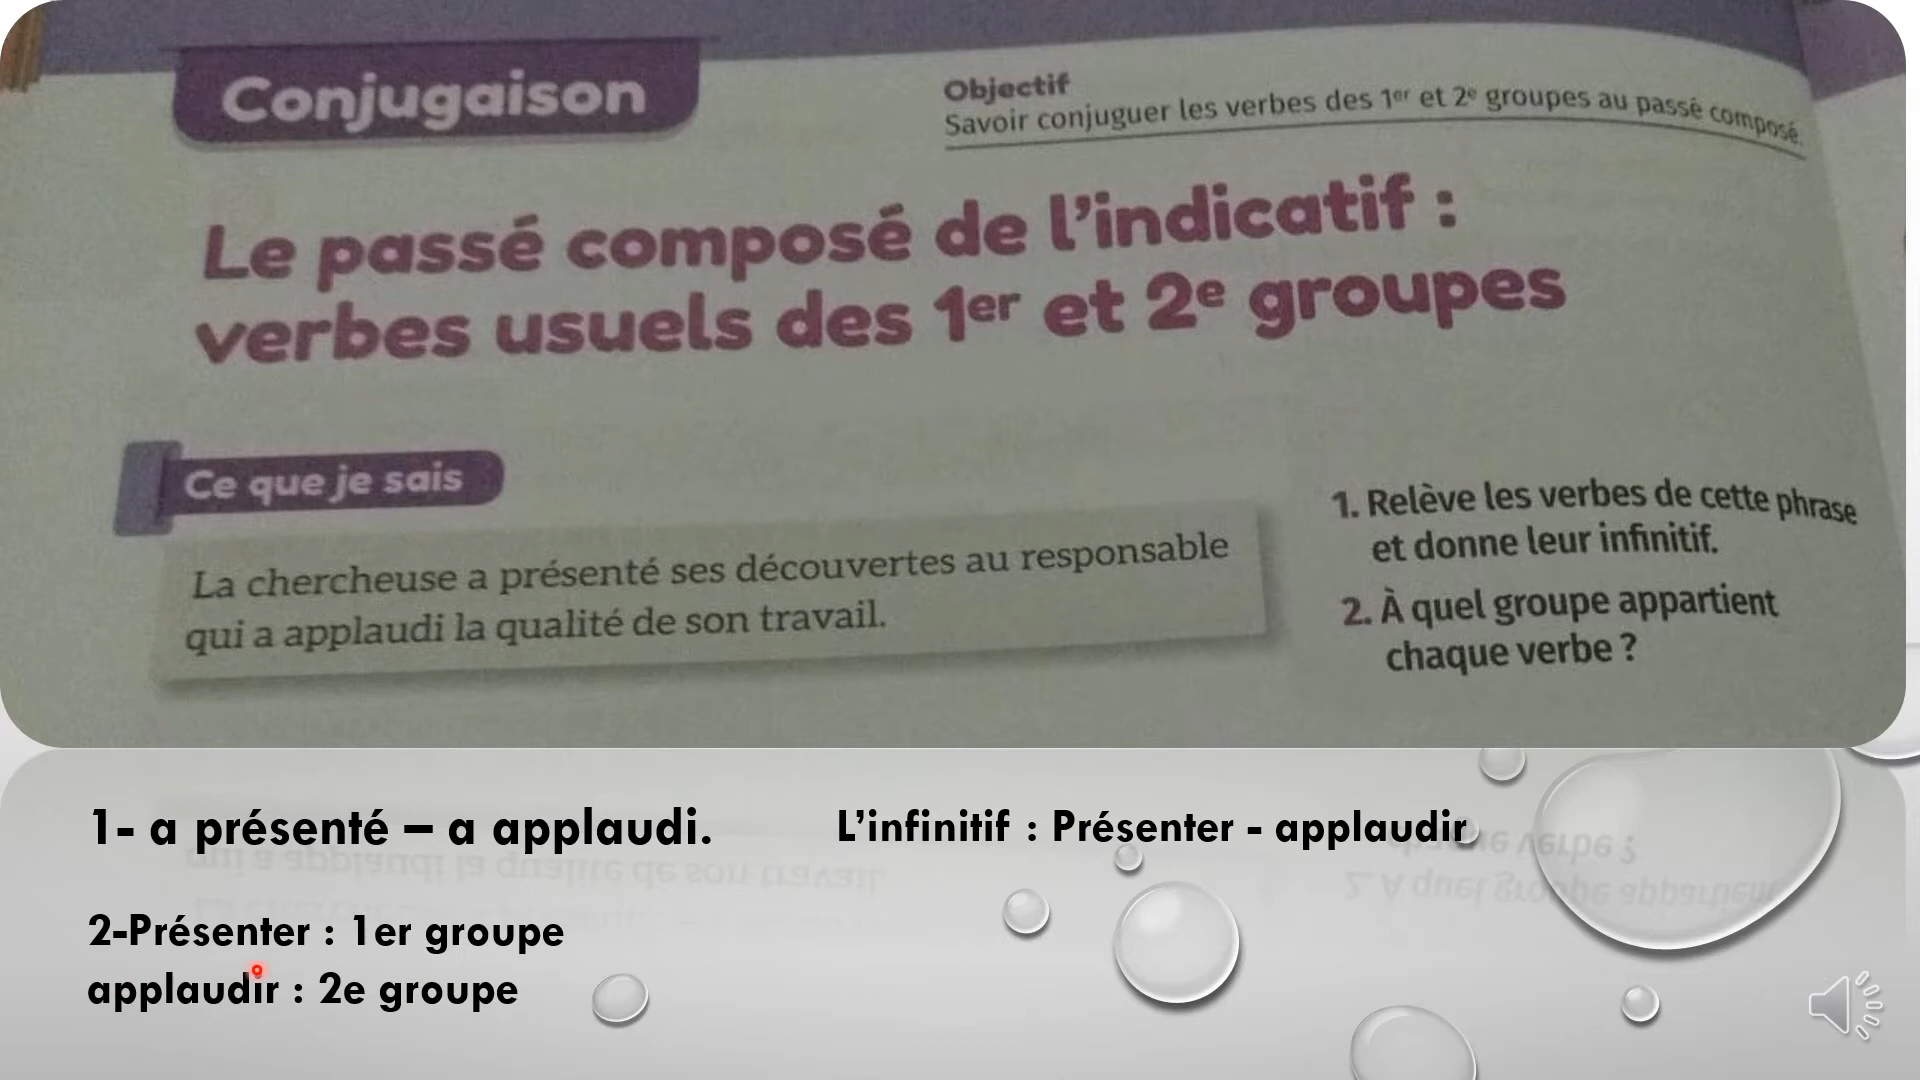 Conjugaison
Objectif
Savoir conjuguer les verbes des 1er et 2e groupes au passé composé.
Le passé composé de l'indicatif :
verbes usuels des 1er et 2e groupes
Ce que je sais
La chercheuse a présenté ses découvertes au responsable
qui a applaudi la qualité de son travail.
1. Relève les verbes de cette phrase
et donne leur infinitif.
2. À quel groupe appartient
chaque verbe ?
1- a présenté – a applaudi.
L'infinitif : Présenter - applaudir
2-Présenter : 1er groupe
applaudir : 2e groupe